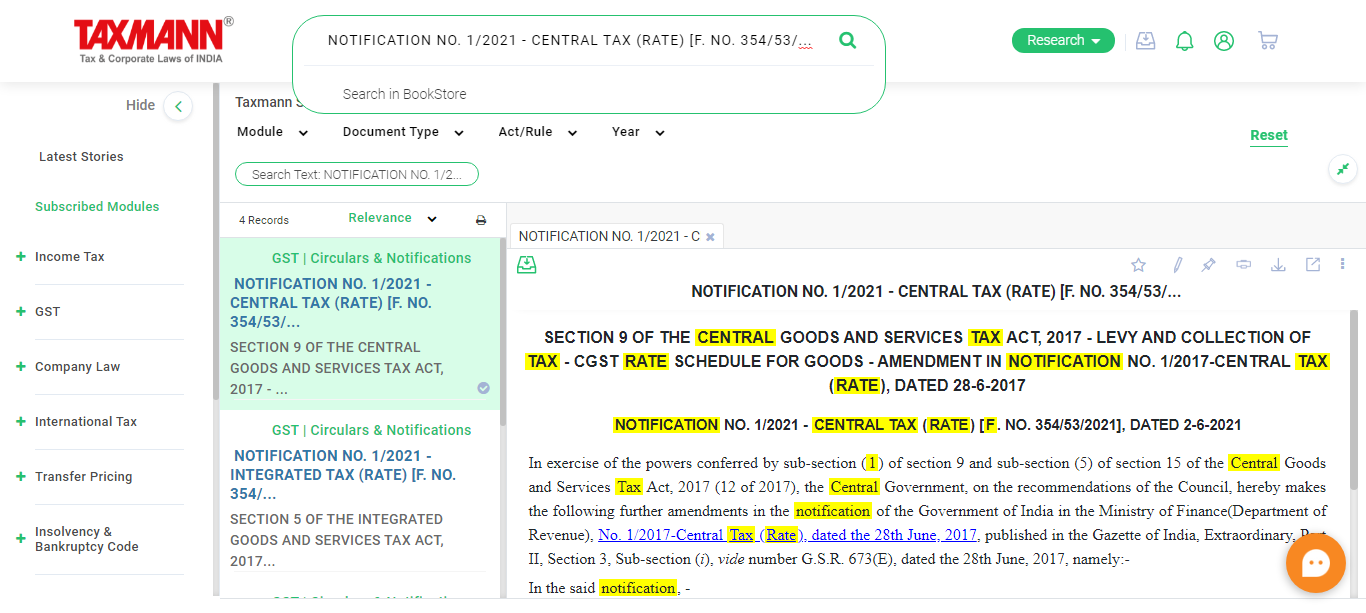 TAXMANN®
Tax & Corporate Laws of INDIA
NOTIFICATION NO. 1/2021 - CENTRAL TAX (RATE) [F. NO. 354/53/...
Search in BookStore
Research
Hide
Latest Stories
Subscribed Modules
Income Tax
GST
Company Law
International Tax
Transfer Pricing
Insolvency &
Bankruptcy Code
Taxmann
Module
Document Type
Act/Rule
Year
Reset
Search Text: NOTIFICATION NO. 1/2...
4 Records
Relevance
GST | Circulars & Notifications
NOTIFICATION NO. 1/2021 -
CENTRAL TAX (RATE) [F. NO.
354/53/...
SECTION 9 OF THE CENTRAL
GOODS AND SERVICES TAX ACT,
2017 - ...
GST | Circulars & Notifications
NOTIFICATION NO. 1/2021 -
INTEGRATED TAX (RATE) [F. NO.
354/...
SECTION 5 OF THE INTEGRATED
GOODS AND SERVICES TAX ACT,
2017...
NOTIFICATION NO. 1/2021 - C
NOTIFICATION NO. 1/2021 - CENTRAL TAX (RATE) [F. NO. 354/53/...
SECTION 9 OF THE CENTRAL GOODS AND SERVICES TAX ACT, 2017 - LEVY AND COLLECTION OF
TAX - CGST RATE SCHEDULE FOR GOODS - AMENDMENT IN NOTIFICATION NO. 1/2017-CENTRAL TAX
(RATE), DATED 28-6-2017
NOTIFICATION NO. 1/2021 - CENTRAL TAX (RATE) [F. NO. 354/53/2021], DATED 2-6-2021
In exercise of the powers conferred by sub-section (1) of section 9 and sub-section (5) of section 15 of the Central Goods
and Services Tax Act, 2017 (12 of 2017), the Central Government, on the recommendations of the Council, hereby makes
the following further amendments in the notification of the Government of India in the Ministry of Finance(Department of
Revenue), No. 1/2017-Central Tax (Rate), dated the 28th June, 2017, published in the Gazette of India, Extraordinary, Part
II, Section 3, Sub-section (i), vide number G.S.R. 673(E), dated the 28th June, 2017, namely:-
In the said notification, -